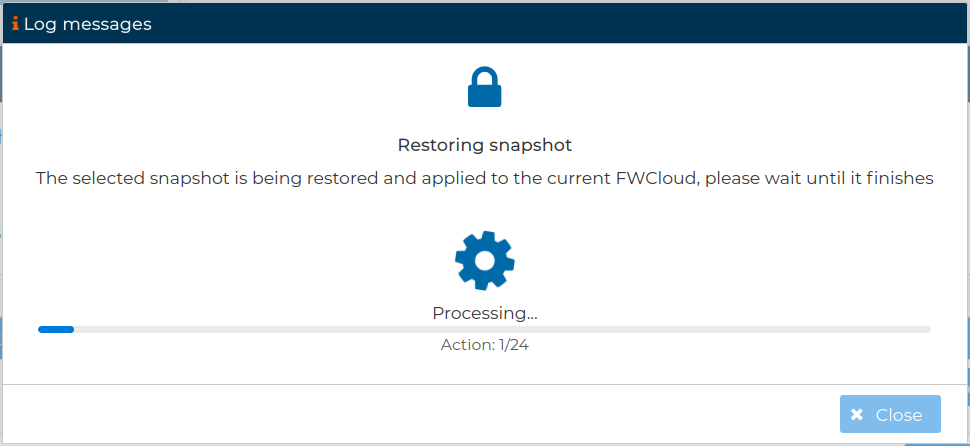 Log messages
Restoring snapshot
The selected snapshot is being restored and applied to the current FWCloud, please wait until it finishes
Processing...
Action: 1/24
Close